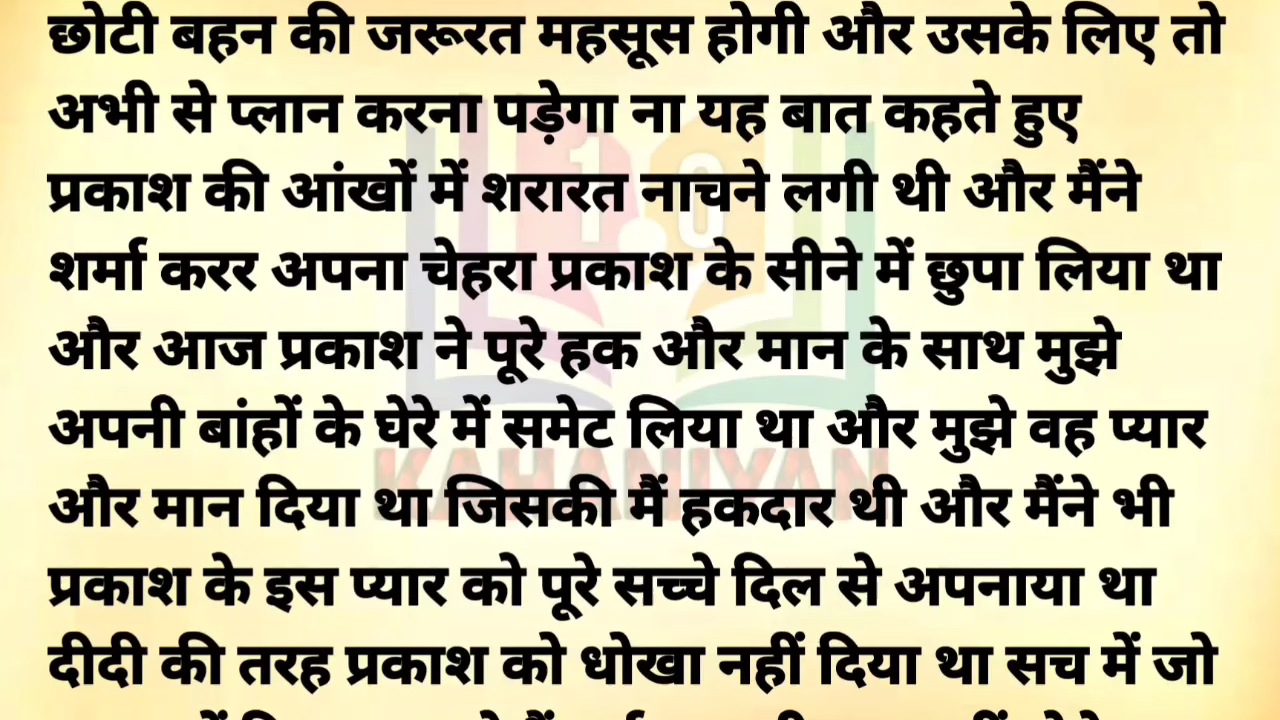 छोटी बहन की जरूरत महसूस होगी और उसके लिए तो
अभी से प्लान करना पड़ेगा ना यह बात कहते हुए
प्रकाश की आंखों में शरारत नाचने लगी थी और मैंने
शर्मा करर अपना चेहरा प्रकाश के सीने में छुपा लिया था
और आज प्रकाश ने पूरे हक और मान के साथ मुझे
अपनी बांहों के घेरे में समेट लिया था और मुझे वह प्यार
और मान दिया था जिसकी मैं हकदार थी और मैंने भी
प्रकाश के इस प्यार को पूरे सच्चे दिल से अपनाया था
दीदी की तरह प्रकाश को धोखा नहीं दिया था सच में जो
10
KAHANIYAN